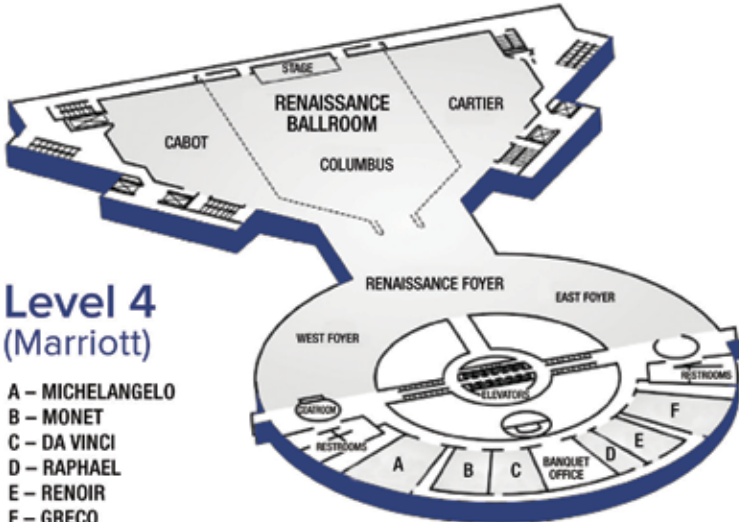 STAGE
RENAISSANCE
BALLROOM
CARTIER
CABOT
COLUMBUS
RENAISSANCE FOYER
EAST FOYER
WEST FOYER
Level 4
(Marriott)
ELEVATORS
RESTROOMS
COATROOM
RESTROOMS
A
B
C
BANQUET
OFFICE
D
E
F
A – MICHELANGELO
B – MONET
C – DA VINCI
D – RAPHAEL
E – RENOIR
F – GRECO